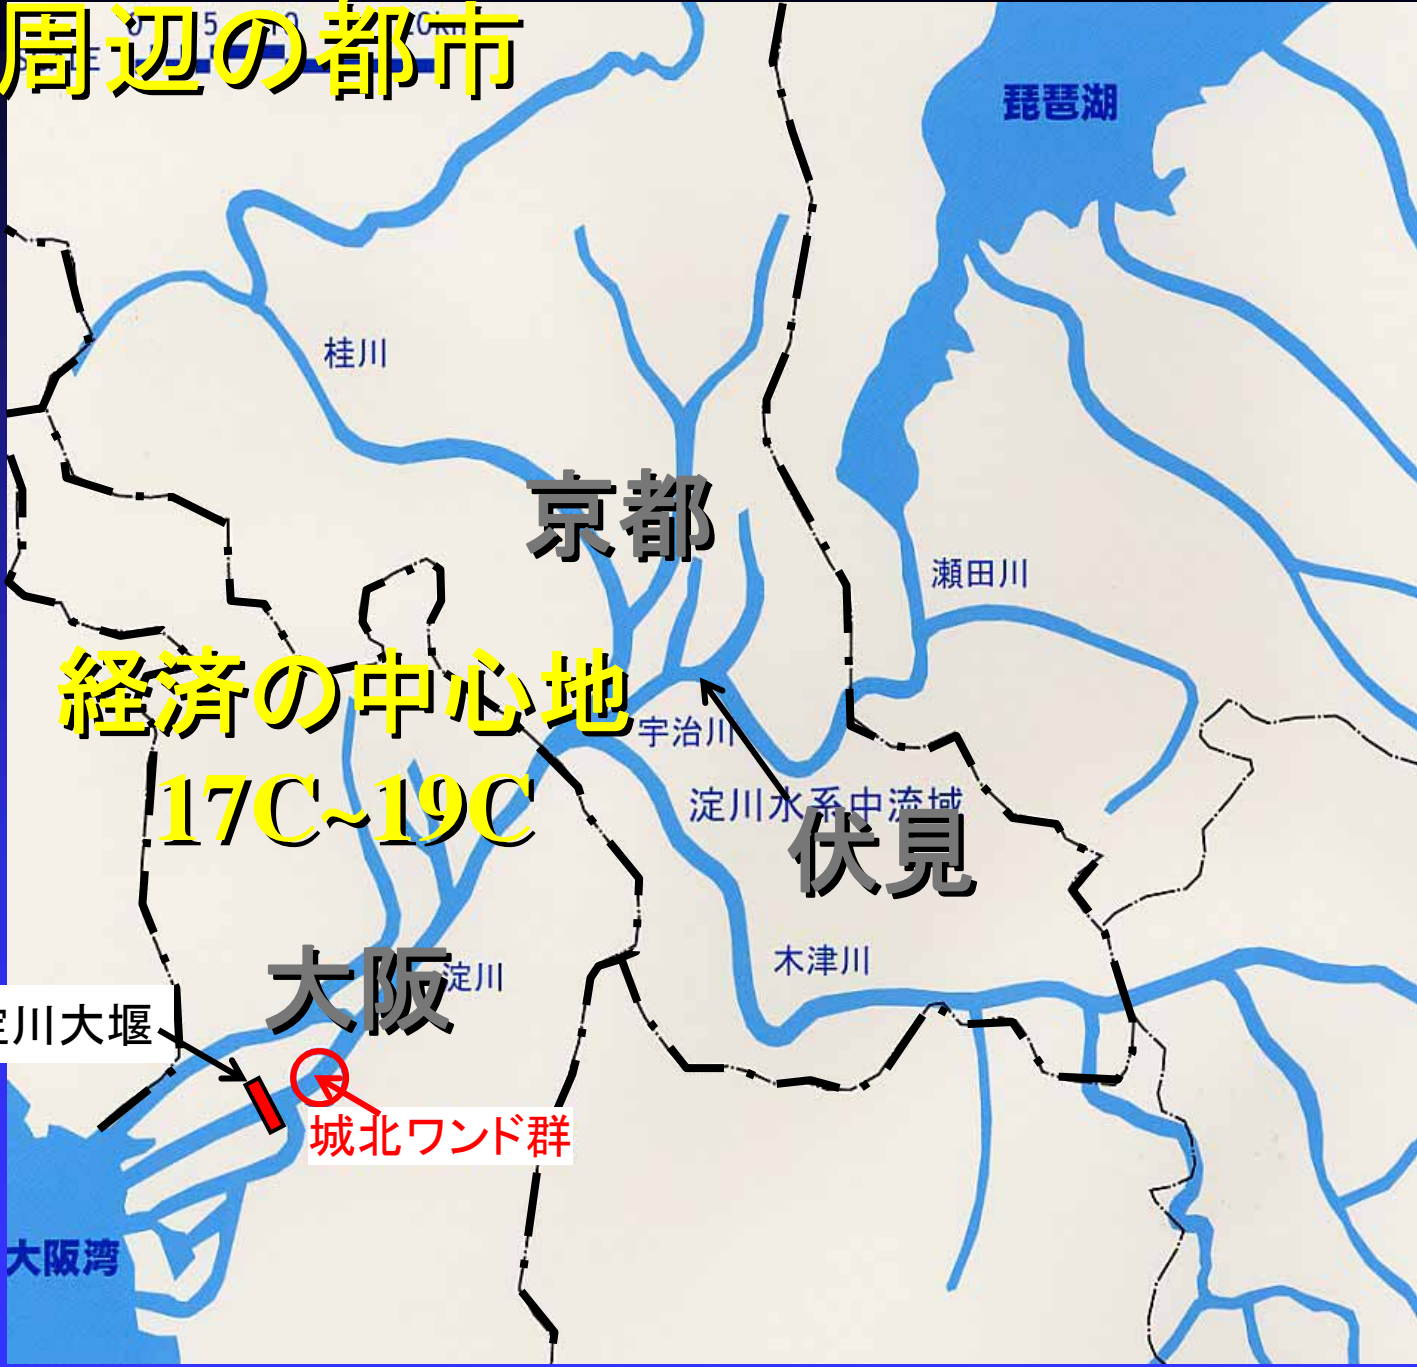 周辺の都市
琵琶湖
桂川
京都
瀬田川
経済の中心地
宇治川
17C~19C
淀川水系中流域
伏見
大阪
淀川
木津川
川大堰
城北ワンド群
大阪湾